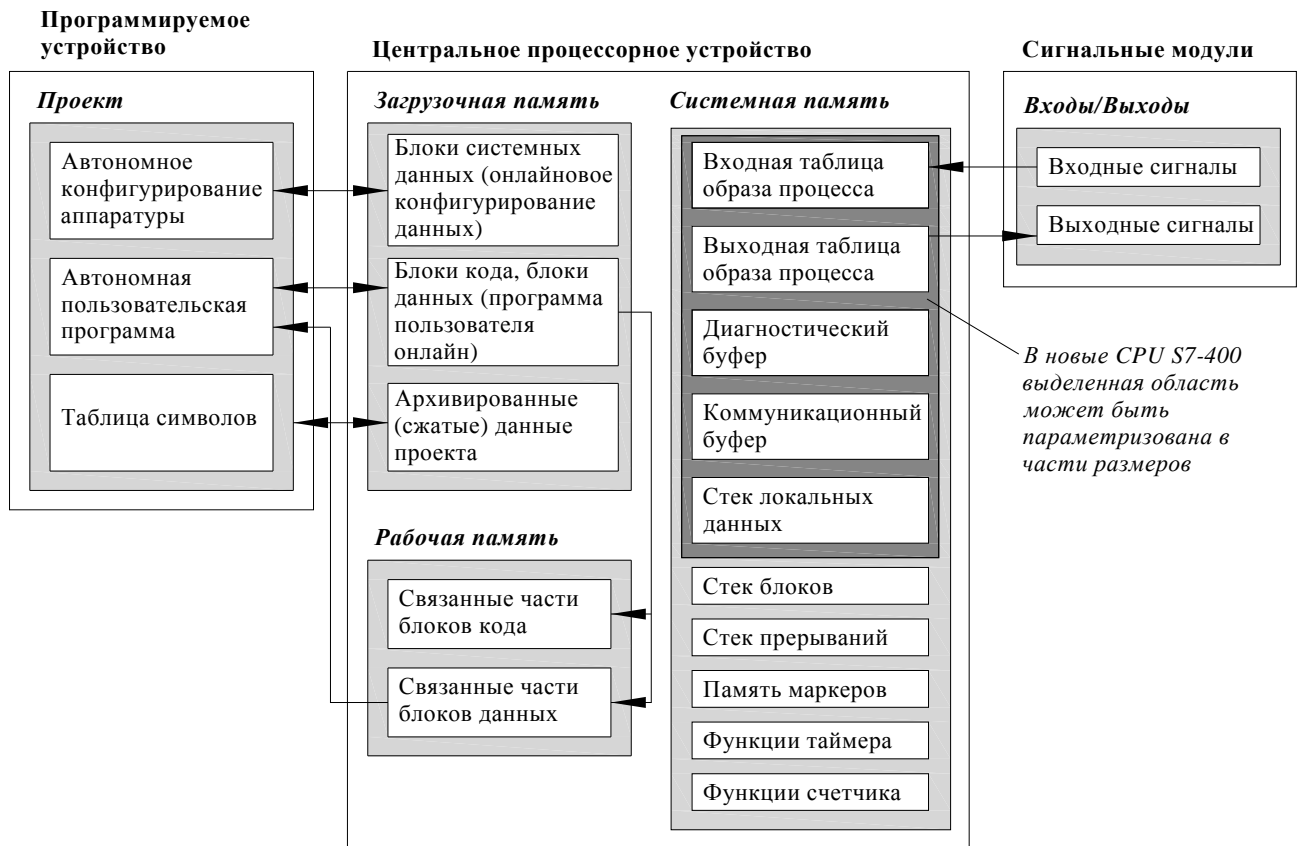 Программируемое
устройство
Центральное процессорное устройство
Сигнальные модули
Проект
Автономное
конфигурирование
аппаратуры
Автономная
пользовательская
программа
Таблица символов
Загрузочная память
Блоки системных
данных (онлайновое
конфигурирование
данных)
Блоки кода, блоки
данных (программа
пользователя
онлайн)
Архивированные
(сжатые) данные
проекта
Рабочая память
Связанные части
блоков кода
Связанные части
блоков данных
Системная память
Входная таблица
образа процесса
Выходная таблица
образа процесса
Диагностический
буфер
Коммуникационный
буфер
Стек локальных
данных
Стек блоков
Стек прерываний
Память маркеров
Функции таймера
Функции счетчика
Входы/Выходы
Входные сигналы
Выходные сигналы
В новые CPU S7-400
выделенная область
может быть
параметризована в
части размеров